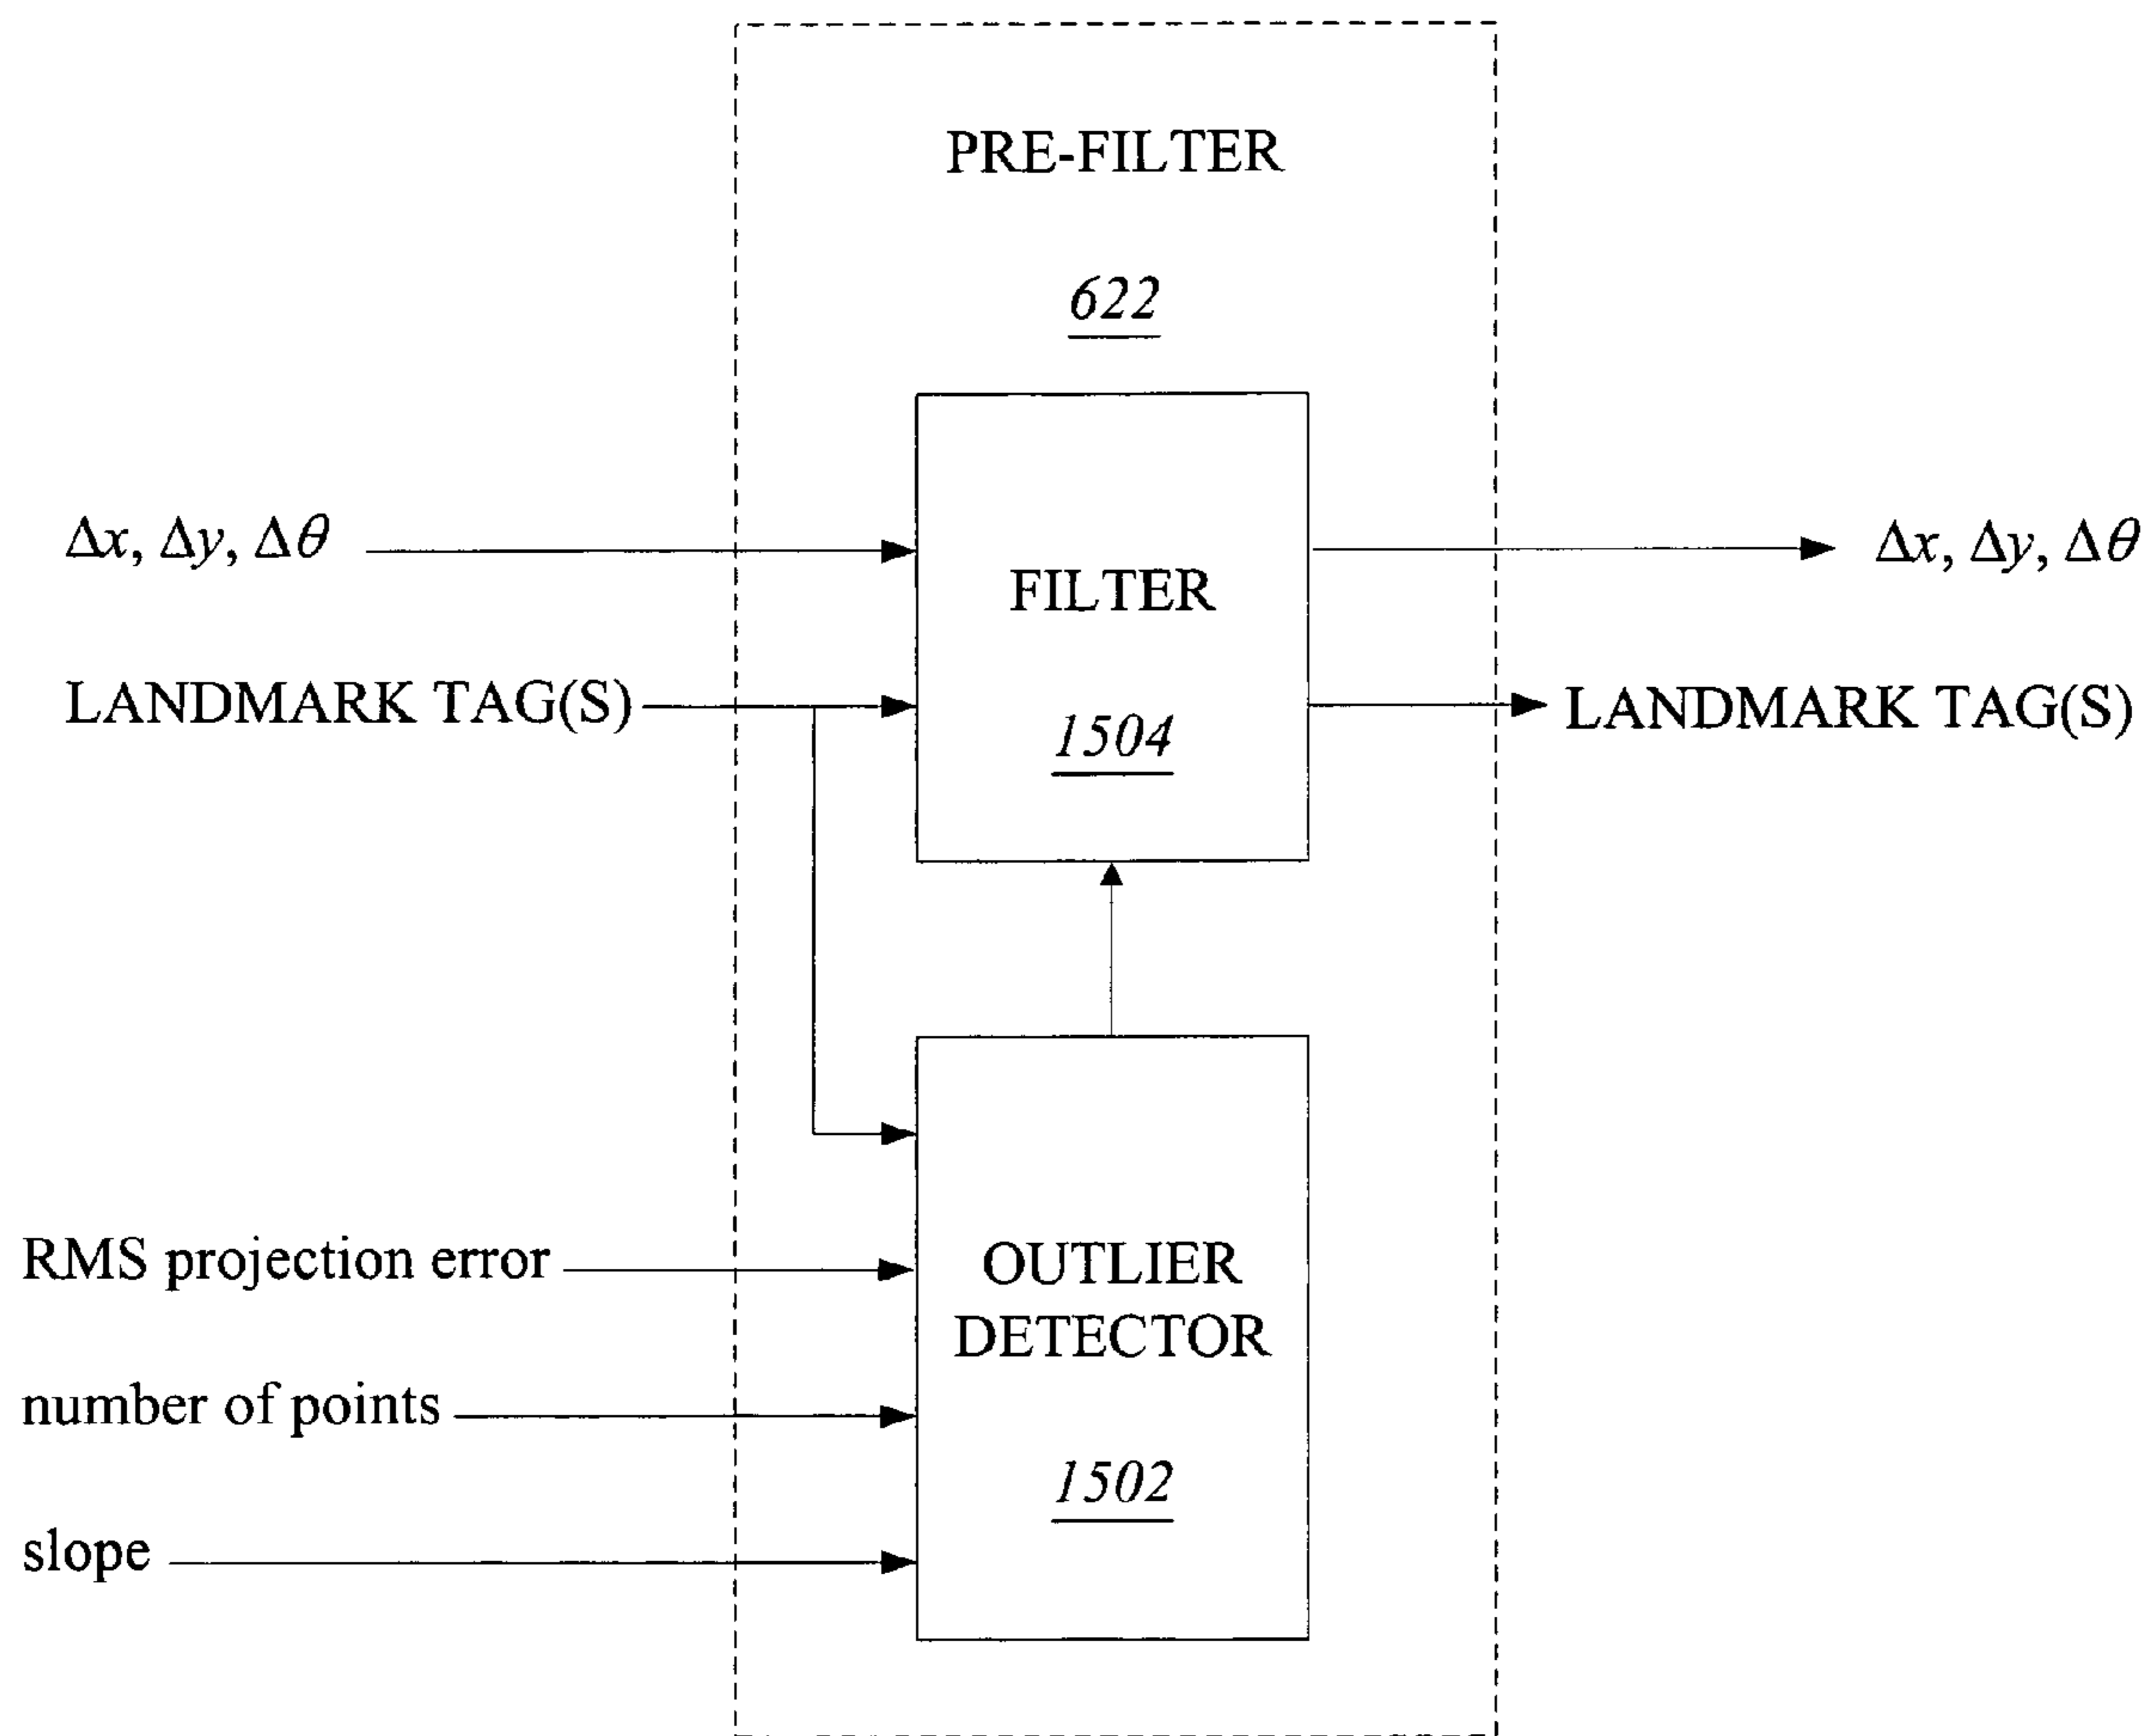 PRE-FILTER
622
Δx, Δy, Δθ
FILTER
Δx, Δy, Δθ
LANDMARK TAG(S)
1504
LANDMARK TAG(S)
RMS projection error
OUTLIER
DETECTOR
number of points
1502
slope